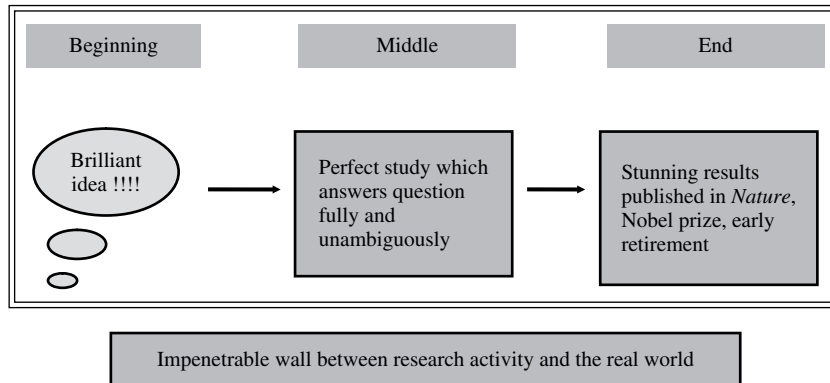 Beginning
Middle
End
Brilliant
idea !!!!
Perfect study which
answers question
fully and
unambiguously
Stunning results
published in Nature,
Nobel prize, early
retirement
Impenetrable wall between research activity and the real world